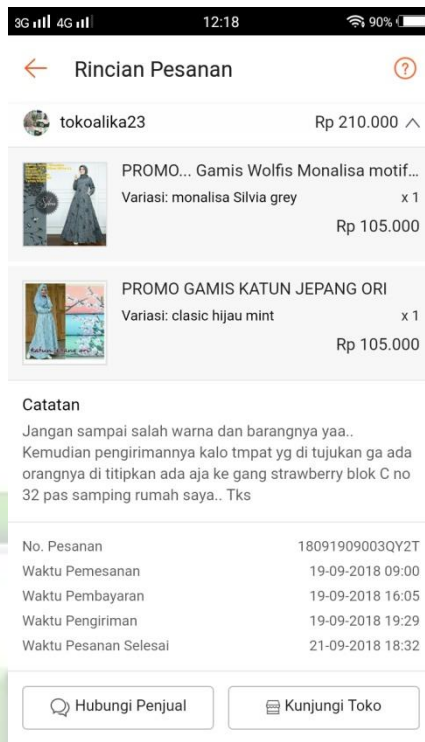 3G 4G 12:18 90%
Rincian Pesanan
tokoalika23 Rp 210.000
PROMO... Gamis Wolfis Monalisa motif...
Variasi: monalisa Silvia grey x 1
Rp 105.000
PROMO GAMIS KATUN JEPANG ORI
Variasi: clasic hijau mint x 1
Rp 105.000
Catatan
Jangan sampai salah warna dan barangnya yaa..
Kemudian pengirimannya kalo tmpat yg di tujukan ga ada
orangnya di titipkan ada aja ke gang strawberry blok C no
32 pas samping rumah saya.. Tks
No. Pesanan 18091909003QY2T
Waktu Pemesanan 19-09-2018 09:00
Waktu Pembayaran 19-09-2018 16:05
Waktu Pengiriman 19-09-2018 19:29
Waktu Pesanan Selesai 21-09-2018 18:32
Hubungi Penjual Kunjungi Toko